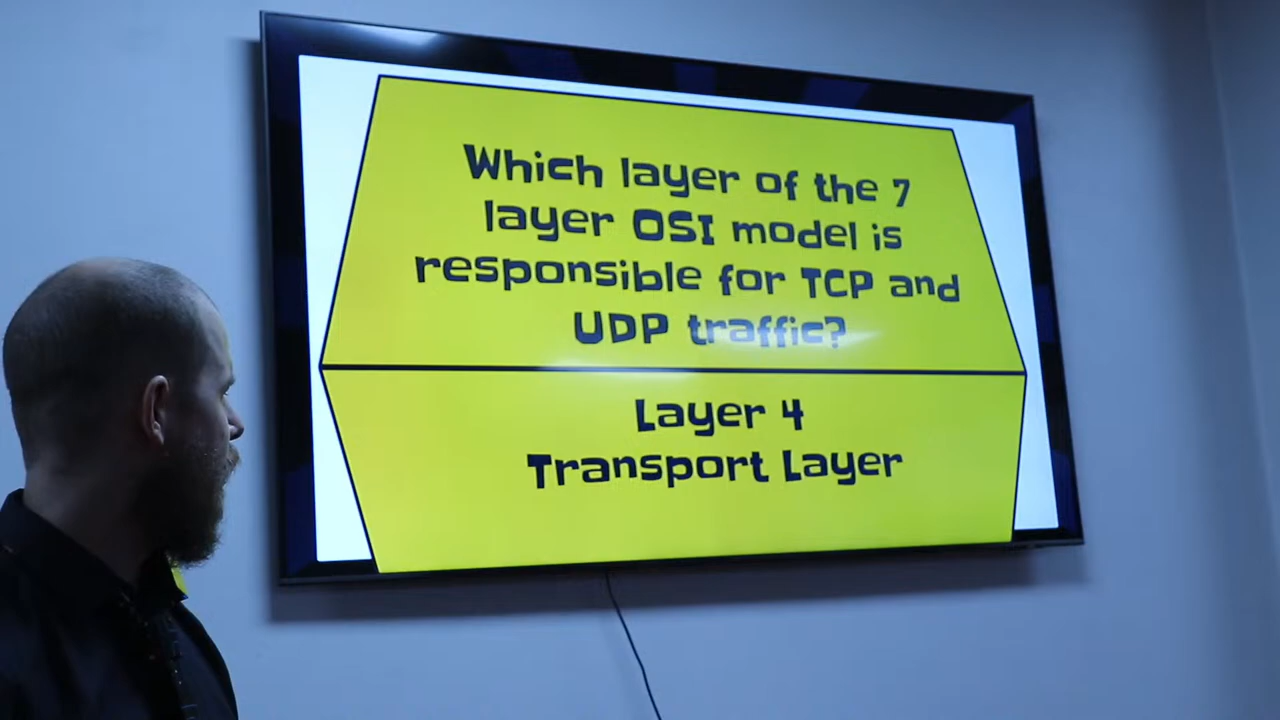 Which layer of the 7
layer OSI model is
responsible for TCP and
UDP traffic?
Layer 4
Transport Layer